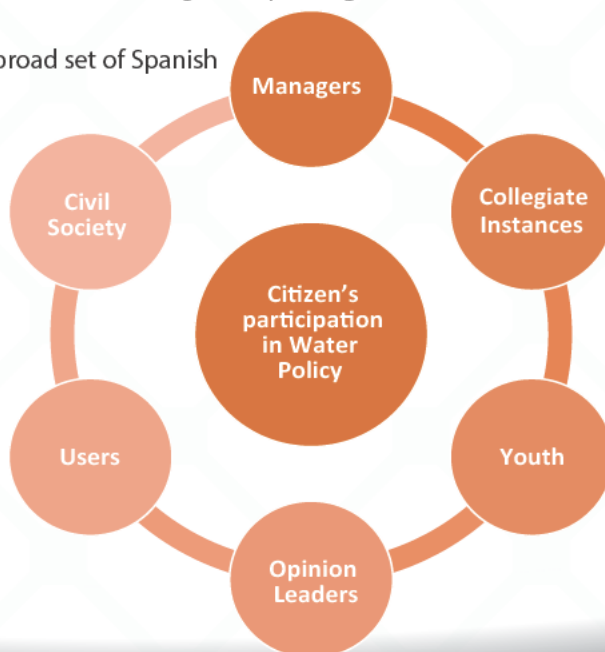 broad set of Spanish
Managers
Collegiate
Instances
Youth
Opinion
Leaders
Users
Civil
Society
Citizen's
participation
in Water
Policy